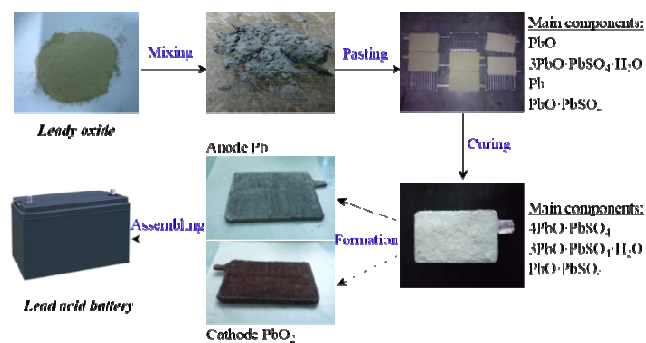 Mixing
Pasting
Main components:
PbO
3PbO·PbSO₄·H₂O
Pb
PbO·PbSO₄
Leady oxide
Curing
Anode Pb
Main components:
4PbO·PbSO₄
3PbO·PbSO₄·H₂O
PbO·PbSO₄
Assembling
Formation
Lead acid battery
Cathode PbO₂